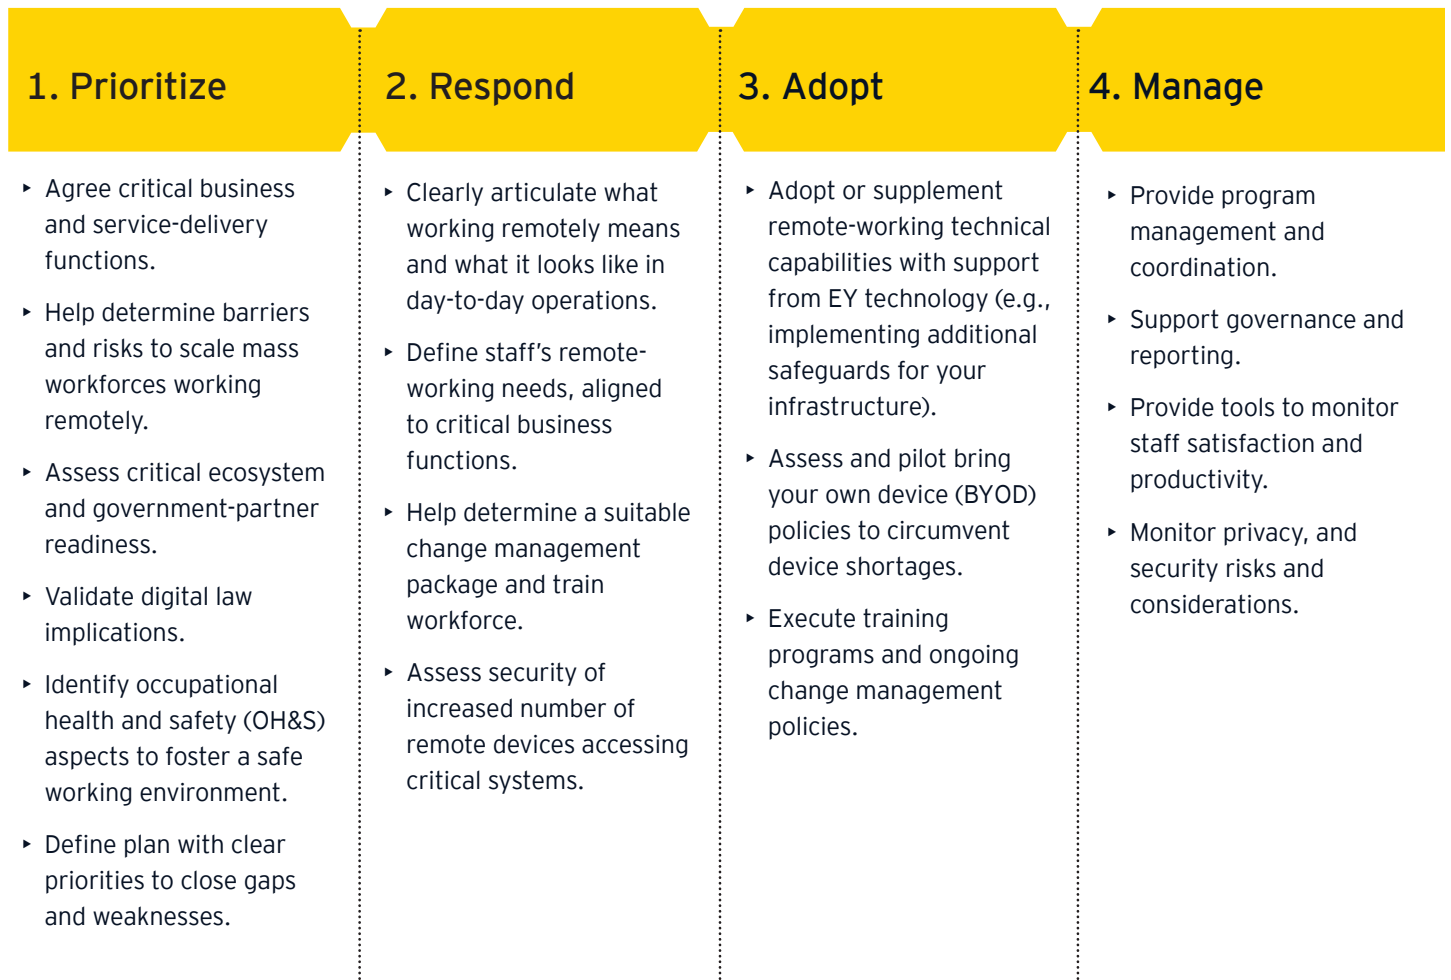 1. Prioritize
▸ Agree critical business
and service-delivery
functions.
▸ Help determine barriers
and risks to scale mass
workforces working
remotely.
▸ Assess critical ecosystem
and government-partner
readiness.
▸ Validate digital law
implications.
▸ Identify occupational
health and safety (OH&S)
aspects to foster a safe
working environment.
▸ Define plan with clear
priorities to close gaps
and weaknesses.
2. Respond
▸ Clearly articulate what
working remotely means
and what it looks like in
day-to-day operations.
▸ Define staff’s remote-
working needs, aligned
to critical business
functions.
▸ Help determine a suitable
change management
package and train
workforce.
▸ Assess security of
increased number of
remote devices accessing
critical systems.
3. Adopt
▸ Adopt or supplement
remote-working technical
capabilities with support
from EY technology (e.g.,
implementing additional
safeguards for your
infrastructure).
▸ Assess and pilot bring
your own device (BYOD)
policies to circumvent
device shortages.
▸ Execute training
programs and ongoing
change management
policies.
4. Manage
▸ Provide program
management and
coordination.
▸ Support governance and
reporting.
▸ Provide tools to monitor
staff satisfaction and
productivity.
▸ Monitor privacy, and
security risks and
considerations.